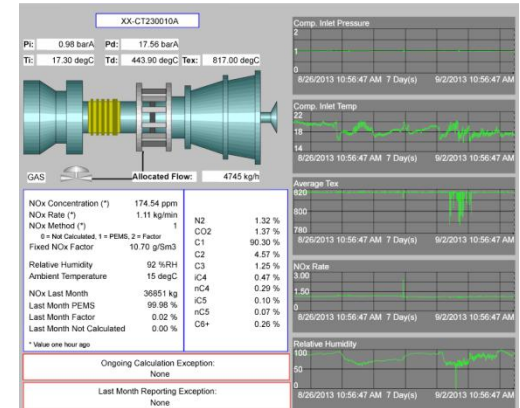 XX-CT230010A
Pi: 0.98 barA Pd: 17.56 barA
Ti: 17.30 degC Td: 443.90 degC Tex: 817.00 degC
GAS Allocated Flow: 4745 kg/h
NOx Concentration (*) 174.54 ppm
NOx Rate (*) 1.11 kg/min
NOx Method (*) 1
0 = Not Calculated, 1 = PEMS, 2 = Factor
Fixed NOx Factor 10.70 g/Sm3
Relative Humidity 92 %RH
Ambient Temperature 15 degC
NOx Last Month 36851 kg
Last Month PEMS 99.98 %
Last Month Factor 0.02 %
Last Month Not Calculated 0.00 %
* Value one hour ago
N2 1.32 %
CO2 1.37 %
C1 90.30 %
C2 4.57 %
C3 1.25 %
iC4 0.47 %
nC4 0.29 %
iC5 0.10 %
nC5 0.07 %
C6+ 0.26 %
Ongoing Calculation Exception:
None
Last Month Reporting Exception:
None
Comp. Inlet Pressure
2
1
0
8/26/2013 10:56:47 AM 7 Day(s) 9/2/2013 10:56:47 AM
Comp. Inlet Temp
22
18
14
8/26/2013 10:56:47 AM 7 Day(s) 9/2/2013 10:56:47 AM
Average Tex
820
800
780
8/26/2013 10:56:47 AM 7 Day(s) 9/2/2013 10:56:47 AM
NOx Rate
3.00
1.50
0
8/26/2013 10:56:47 AM 7 Day(s) 9/2/2013 10:56:47 AM
Relative Humidity
100
50
0
8/26/2013 10:56:47 AM 7 Day(s) 9/2/2013 10:56:47 AM